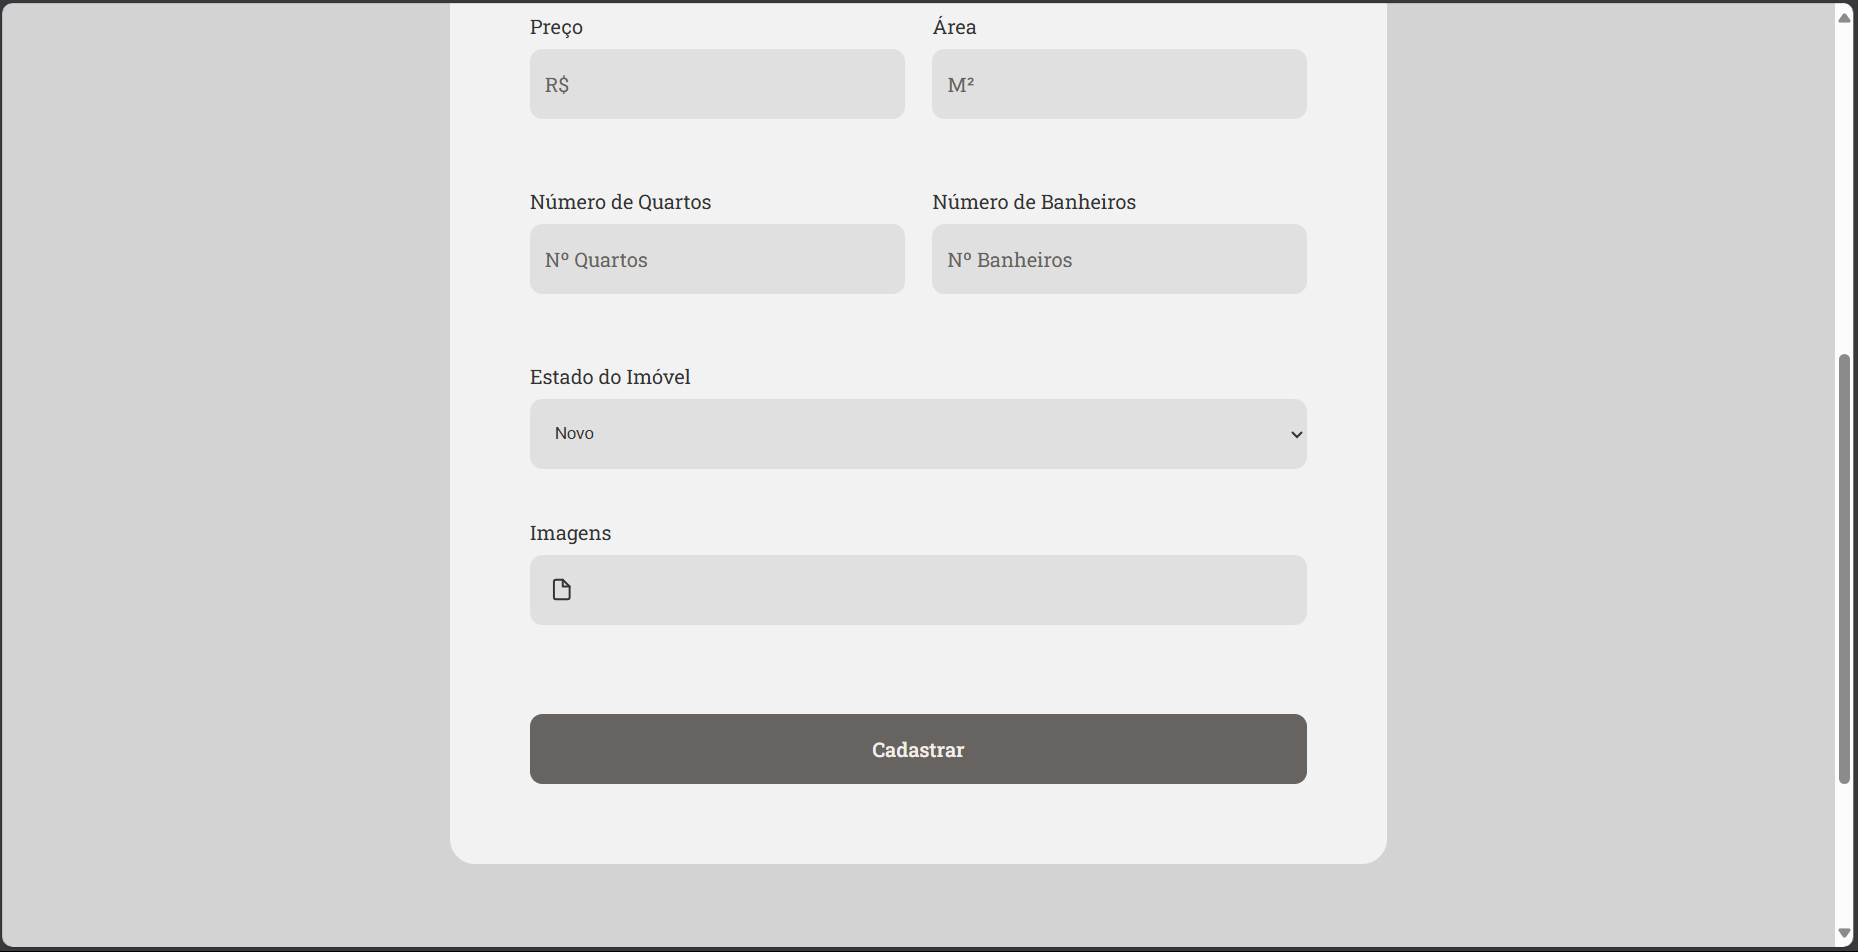 Preço
Área
R$
M²
Número de Quartos
Número de Banheiros
Nº Quartos
Nº Banheiros
Estado do Imóvel
Novo
Imagens
Cadastrar